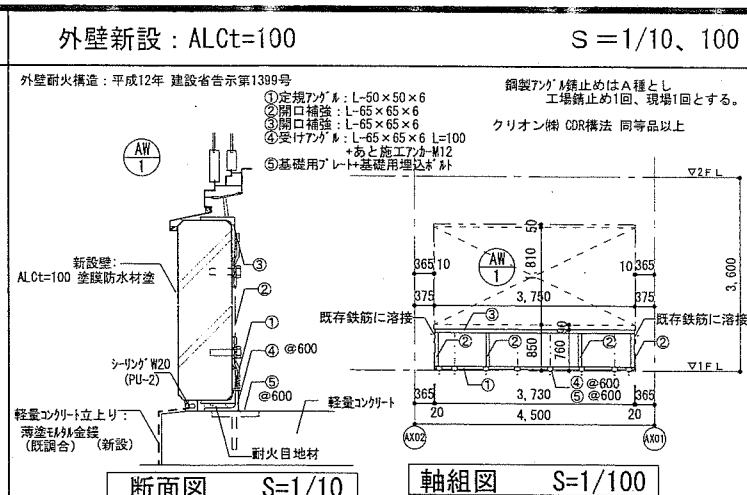 外壁新設：ALCt=100
S=1/10、100
外壁耐火構造：平成12年 建設省告示第1399号
①定規アングル：L-50×50×6
②開口補強：L-65×65×6
③開口補強：L-65×65×6
④受けアングル：L-65×65×6 L=100
+あと施工アンカーM12
⑤基礎用プレート+基礎用埋込ボルト
鋼製アングル錆止めはA種とし
工場錆止め1回、現場1回とする。
クリオン㈱ CDR構法 同等品以上
AW
1
新設壁：
ALCt=100 塗膜防水材塗
③
②
①
④ @600
⑤
@600
シーリングW20
(PU-2)
軽量コンクリート立上り：
薄塗モルタル金鏝
(既調合) (新設)
軽量コンクリート
耐火目地材
断面図 S=1/10
▽2FL
50
AW
1
1,810
365 10
10 365
375
3,750
375
3,600
既存鉄筋に溶接
③
90
既存鉄筋に溶接
②
②
850
760
②
②
▽1FL
①
④ @600
⑤ @600
365
3,730
365
20
4,500
20
AX02
AX01
軸組図 S=1/100